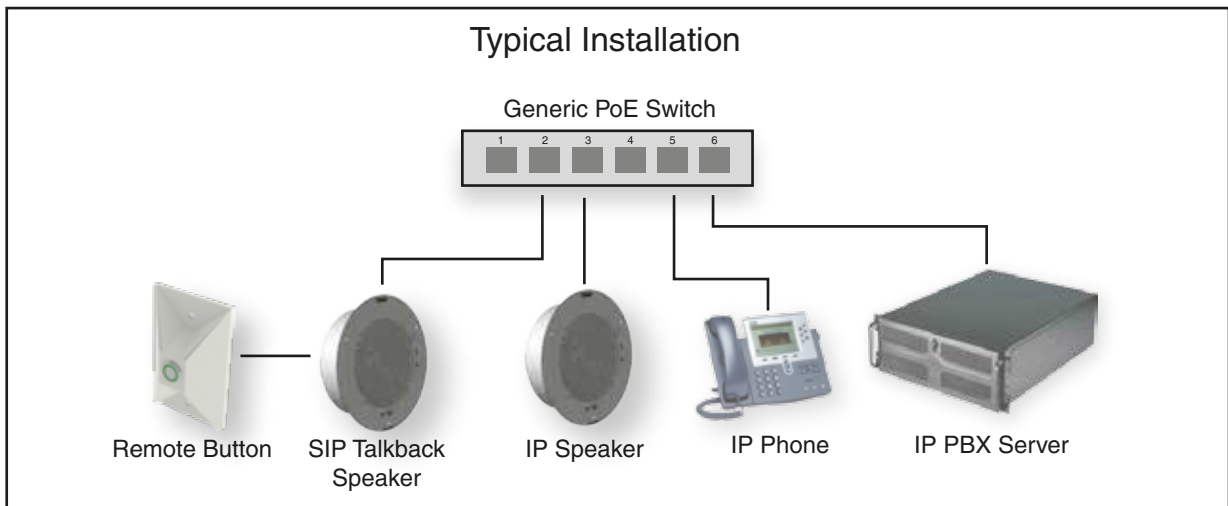 Typical Installation
Generic PoE Switch
1 2 3 4 5 6
Remote Button
SIP Talkback
Speaker
IP Speaker
IP Phone
IP PBX Server